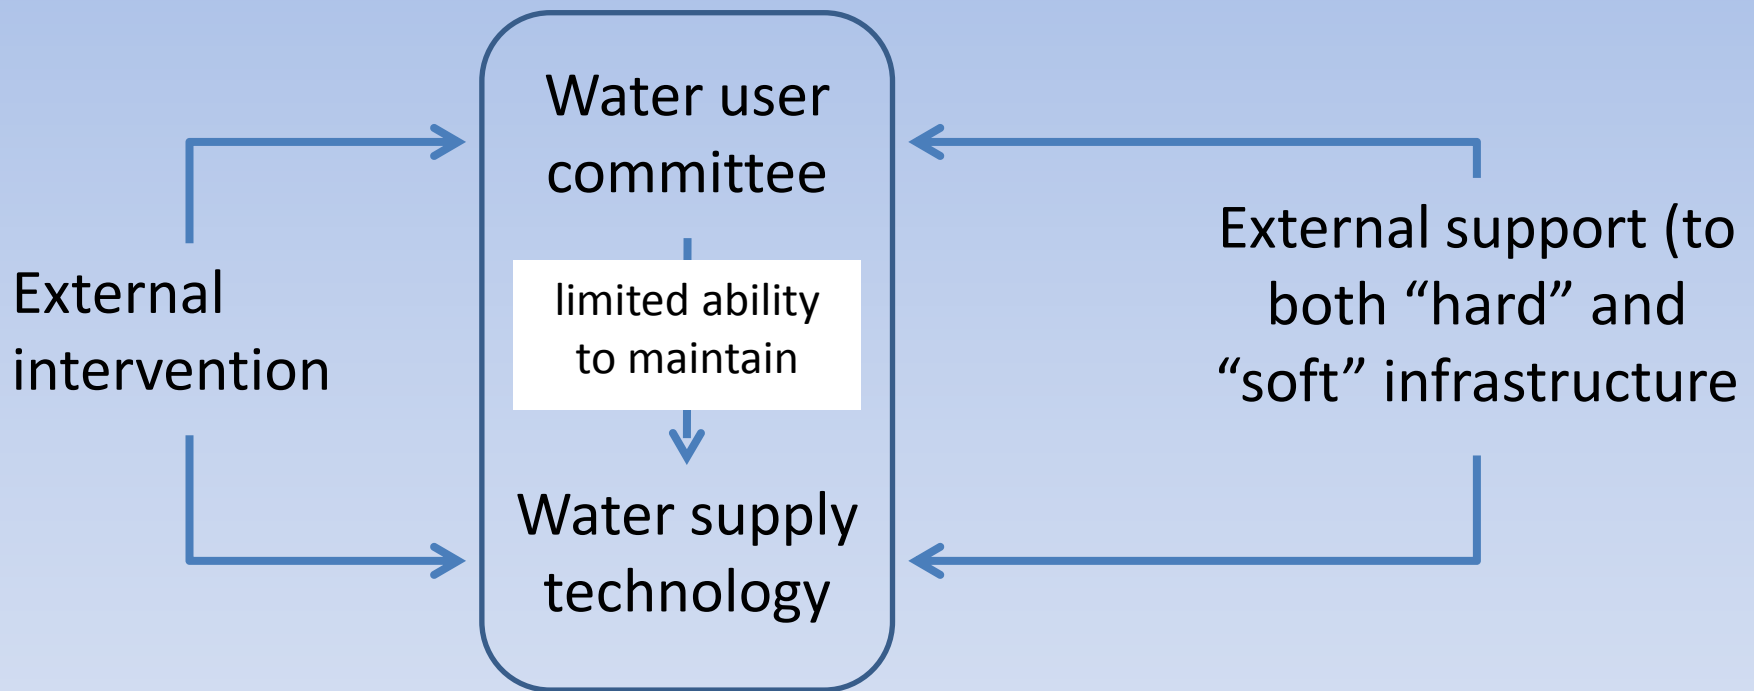 Water user
committee
External
intervention
limited ability
to maintain
Water supply
technology
External support (to
both “hard” and
“soft” infrastructure